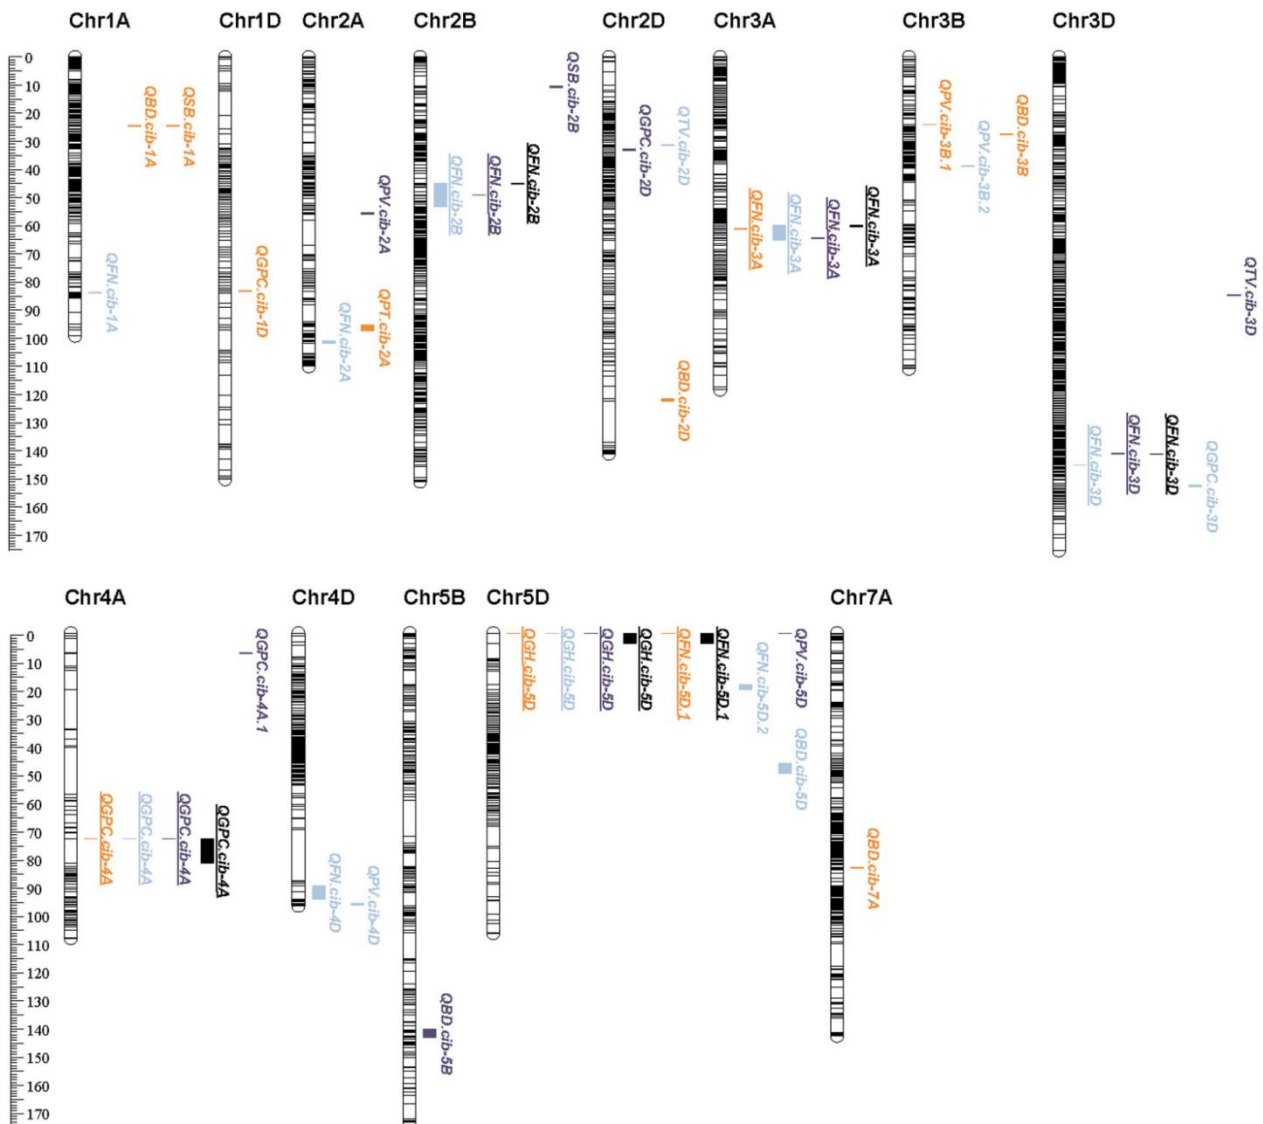 Chr1A Chr1D Chr2A Chr2B Chr2D Chr3A Chr3B Chr3D
0
10
20
30
40
50
60
70
80
90
100
110
120
130
140
150
160
170
QBD.cib-1A
QSB.cib-1A
QFN.cib-1A
QGPC.cib-1D
QPV.cib-2A
QFN.cib-2A
QPT.cib-2A
QFN.cib-2B
QFN.cib-2B
QFN.cib-2B
QSB.cib-2B
QGPC.cib-2D
QTV.cib-2D
QBD.cib-2D
QFN.cib-3A
QFN.cib-3A
QFN.cib-3A
QFN.cib-3A
QPV.cib-3B.1
QPV.cib-3B.2
QBD.cib-3B
QFN.cib-3D
QFN.cib-3D
QFN.cib-3D
QGPC.cib-3D
QTV.cib-3D
Chr4A Chr4D Chr5B Chr5D Chr7A
0
10
20
30
40
50
60
70
80
90
100
110
120
130
140
150
160
170
QGPC.cib-4A
QGPC.cib-4A
QGPC.cib-4A
QGPC.cib-4A
QGPC.cib-4A.1
QFN.cib-4D
QPV.cib-4D
QBD.cib-5B
QGH.cib-5D
QGH.cib-5D
QGH.cib-5D
QGH.cib-5D
QFN.cib-5D.1
QFN.cib-5D.1
QFN.cib-5D.2
QPV.cib-5D
QBD.cib-5D
QBD.cib-7A